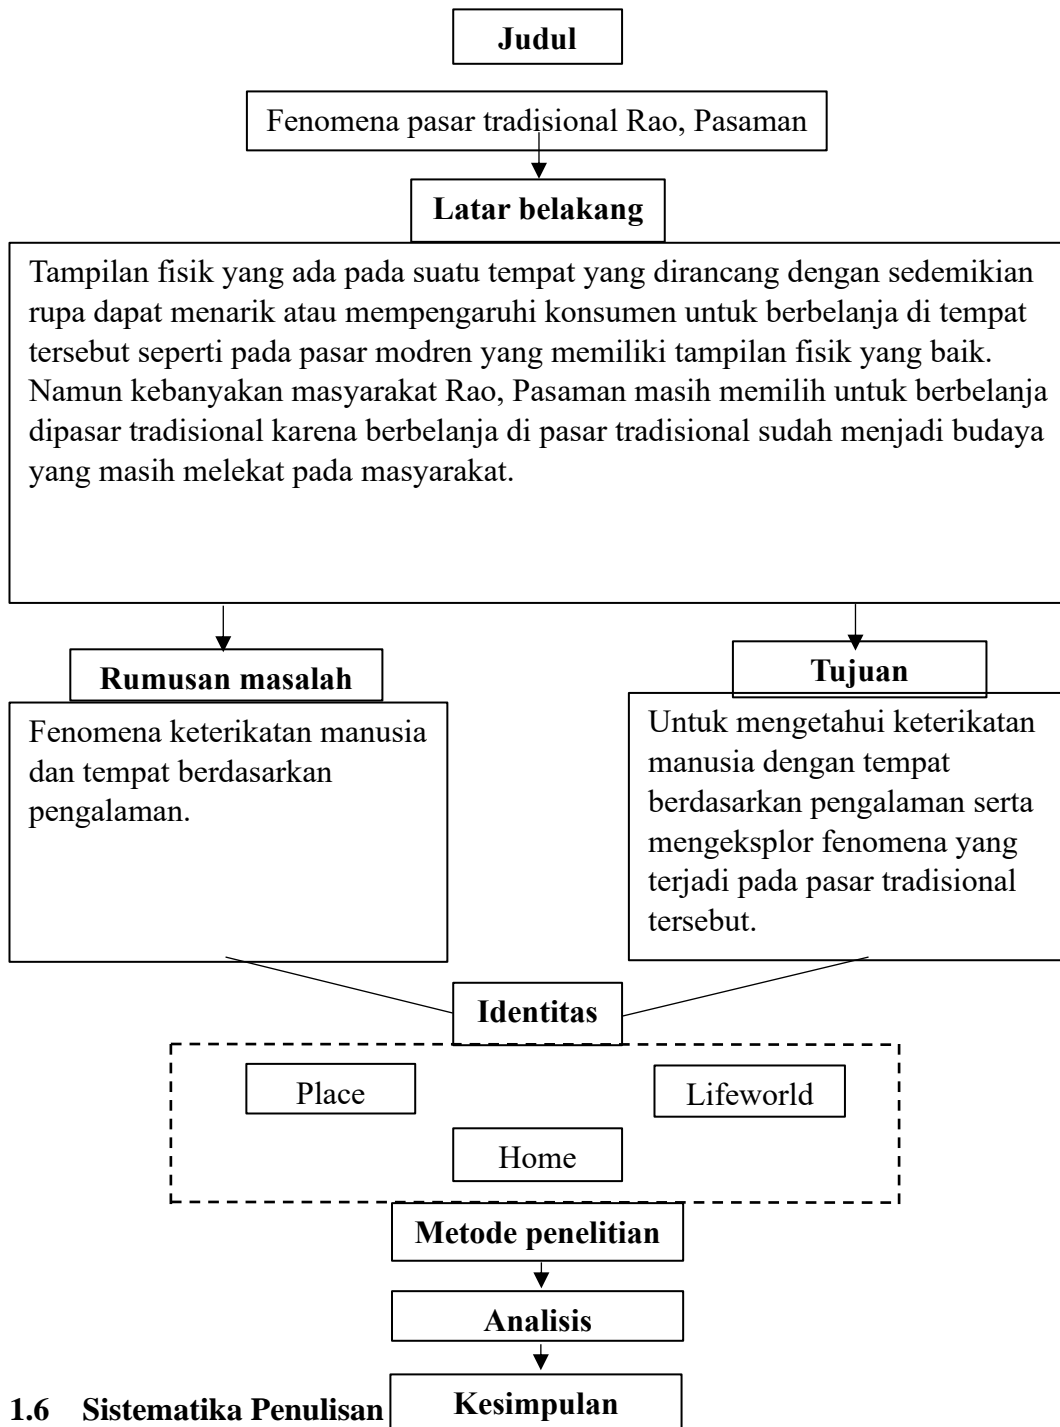 Judul
Fenomena pasar tradisional Rao, Pasaman
Latar belakang
Tampilan fisik yang ada pada suatu tempat yang dirancang dengan sedemikian
rupa dapat menarik atau mempengaruhi konsumen untuk berbelanja di tempat
tersebut seperti pada pasar modren yang memiliki tampilan fisik yang baik.
Namun kebanyakan masyarakat Rao, Pasaman masih memilih untuk berbelanja
dipasar tradisional karena berbelanja di pasar tradisional sudah menjadi budaya
yang masih melekat pada masyarakat.
Rumusan masalah
Fenomena keterikatan manusia
dan tempat berdasarkan
pengalaman.
Tujuan
Untuk mengetahui keterikatan
manusia dengan tempat
berdasarkan pengalaman serta
mengeksplor fenomena yang
terjadi pada pasar tradisional
tersebut.
Identitas
Place
Lifeworld
Home
Metode penelitian
Analisis
Kesimpulan
1.6 Sistematika Penulisan